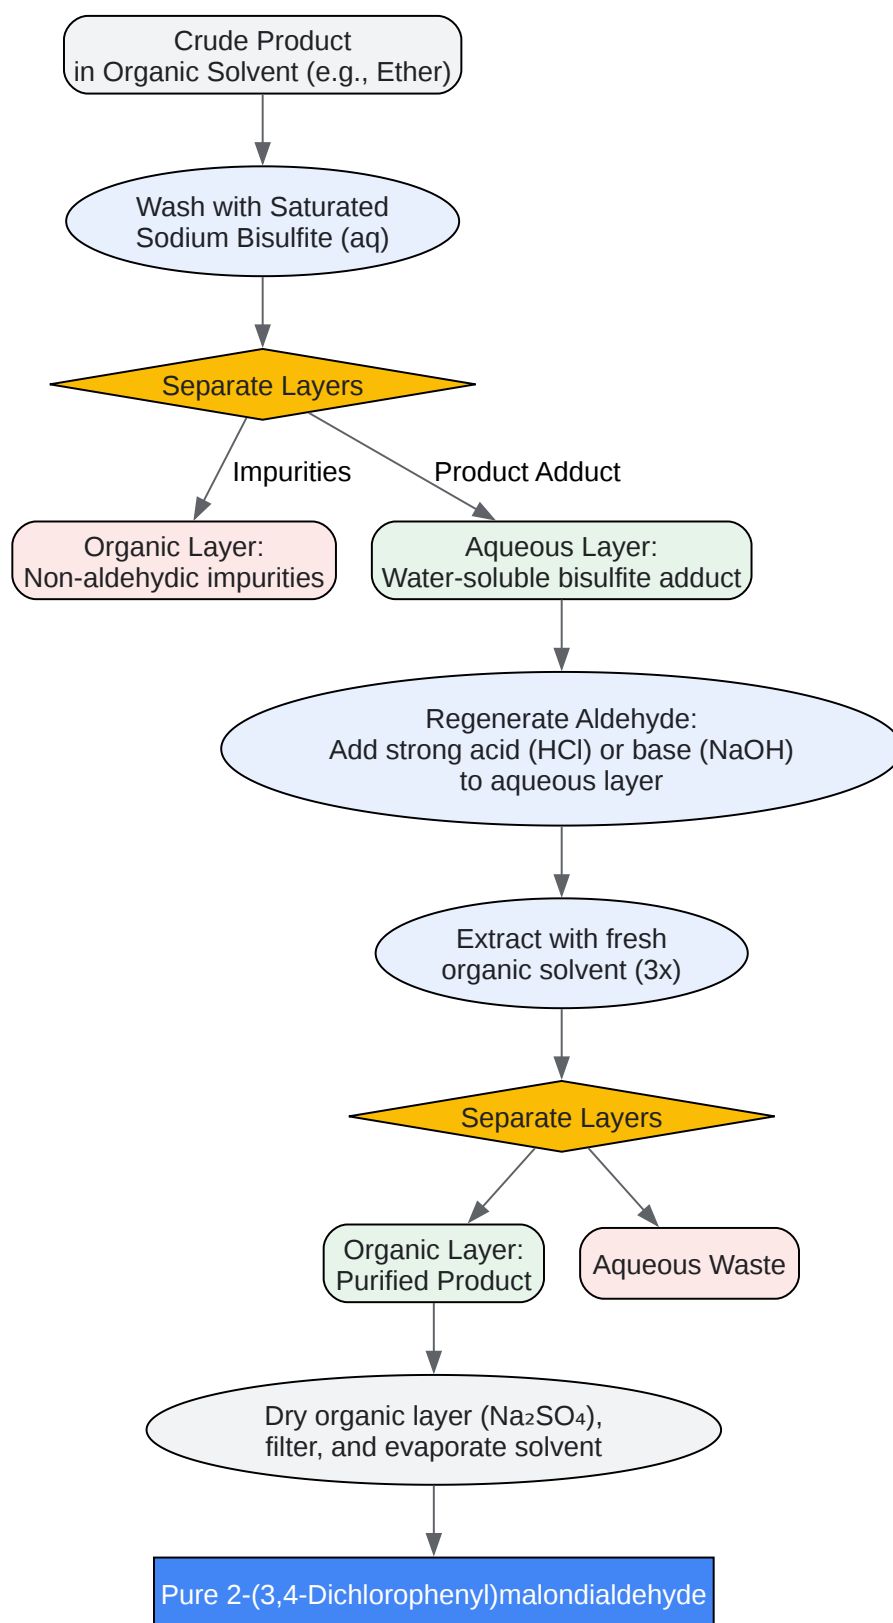 Crude Product
in Organic Solvent (e.g., Ether)
Wash with Saturated
Sodium Bisulfite (aq)
Separate Layers
Impurities
Product Adduct
Organic Layer:
Non-aldehydic impurities
Aqueous Layer:
Water-soluble bisulfite adduct
Regenerate Aldehyde:
Add strong acid (HCl) or base (NaOH)
to aqueous layer
Extract with fresh
organic solvent (3x)
Separate Layers
Organic Layer:
Purified Product
Aqueous Waste
Dry organic layer (Na₂SO₄),
filter, and evaporate solvent
Pure 2-(3,4-Dichlorophenyl)malondialdehyde